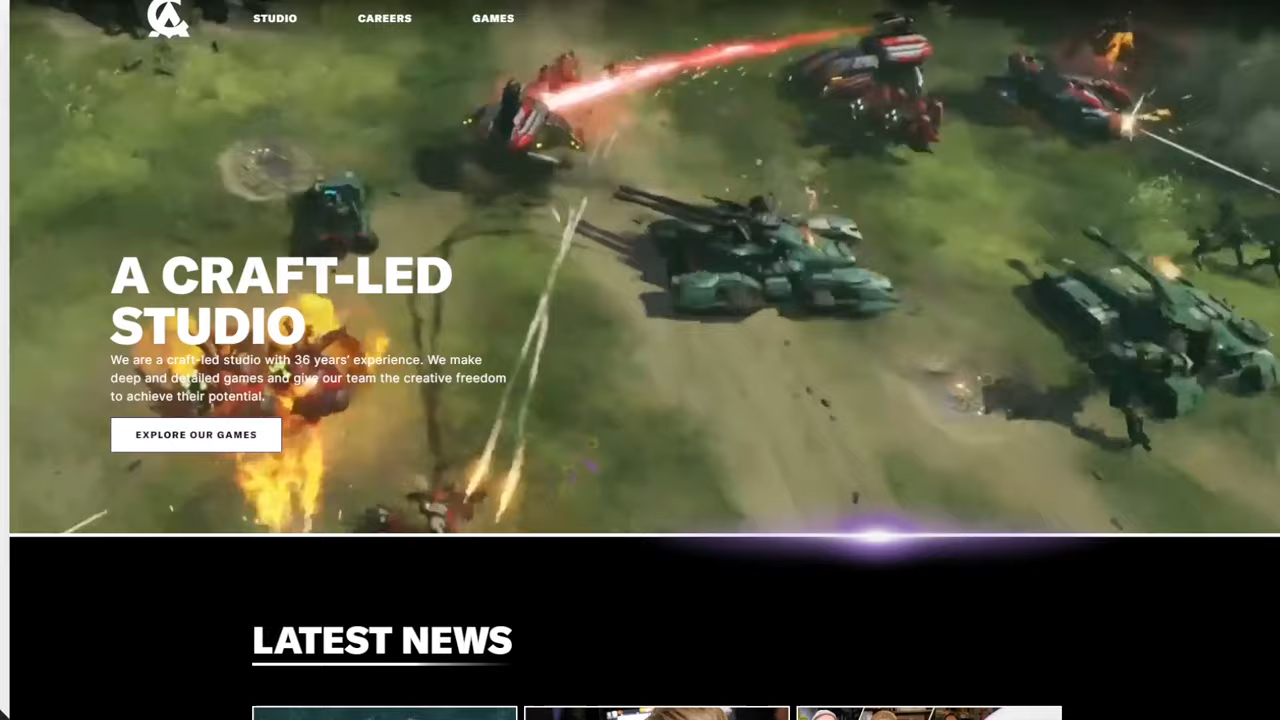 STUDIO
CAREERS
GAMES
A CRAFT-LED
STUDIO
We are a craft-led studio with 36 years' experience. We make
deep and detailed games and give our team the creative freedom
to achieve their potential.
EXPLORE OUR GAMES
LATEST NEWS